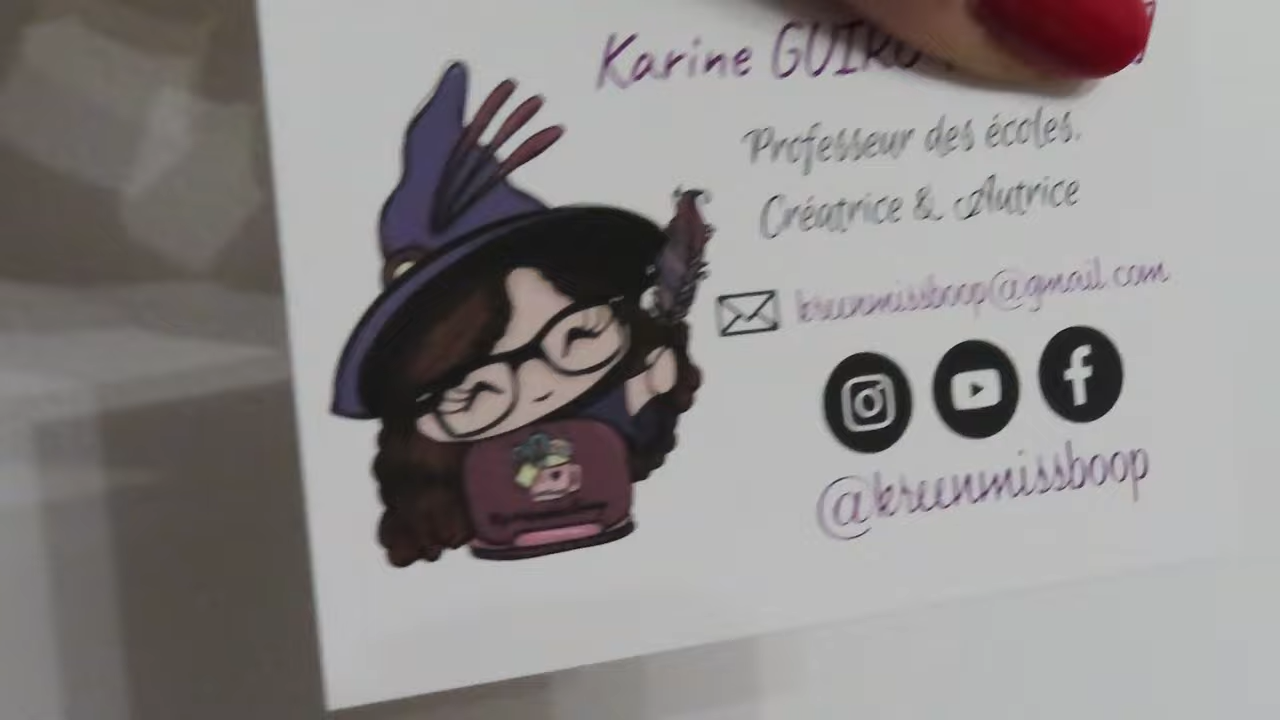 Karine
Professeur des écoles.
Créatrice & Autrice
kreenmissboop@gmail.com
@kreenmissboop